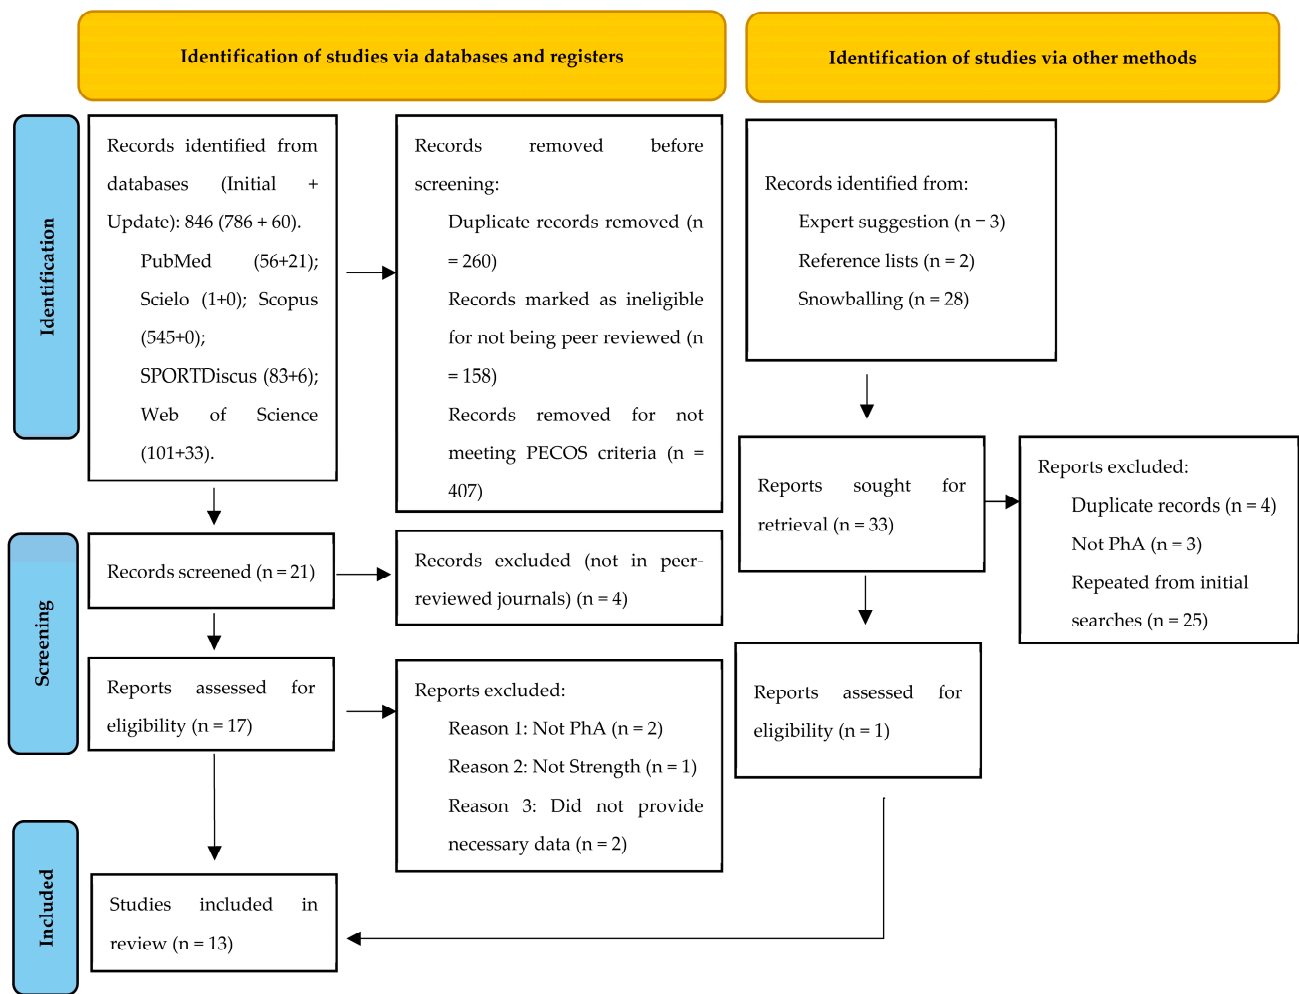 Identification of studies via databases and registers
Identification of studies via other methods
Identification
Records identified from
databases (Initial +
Update): 846 (786 + 60).
PubMed (56+21);
Scielo (1+0); Scopus
(545+0);
SPORTDiscus (83+6);
Web of Science
(101+33).
Records removed before
screening:
Duplicate records removed (n
= 260)
Records marked as ineligible
for not being peer reviewed (n
= 158)
Records removed for not
meeting PECOS criteria (n =
407)
Records identified from:
Expert suggestion (n − 3)
Reference lists (n = 2)
Snowballing (n = 28)
Reports sought for
retrieval (n = 33)
Reports excluded:
Duplicate records (n = 4)
Not PhA (n = 3)
Repeated from initial
searches (n = 25)
Screening
Records screened (n = 21)
Records excluded (not in peer-
reviewed journals) (n = 4)
Reports assessed for
eligibility (n = 17)
Reports excluded:
Reason 1: Not PhA (n = 2)
Reason 2: Not Strength (n = 1)
Reason 3: Did not provide
necessary data (n = 2)
Reports assessed for
eligibility (n = 1)
Included
Studies included in
review (n = 13)